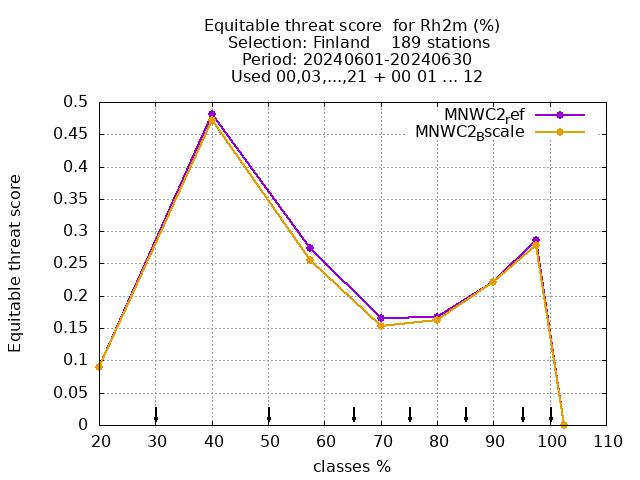 Equitable threat score  for Rh2m (%)
Selection: Finland    189 stations
Period: 20240601-20240630
Used 00,03,...,21 + 00 01 ... 12
MNWC2ref
MNWC2Bscale
Equitable threat score
0.5
0.45
0.4
0.35
0.3
0.25
0.2
0.15
0.1
0.05
0
20 30 40 50 60 70 80 90 100 110
classes %